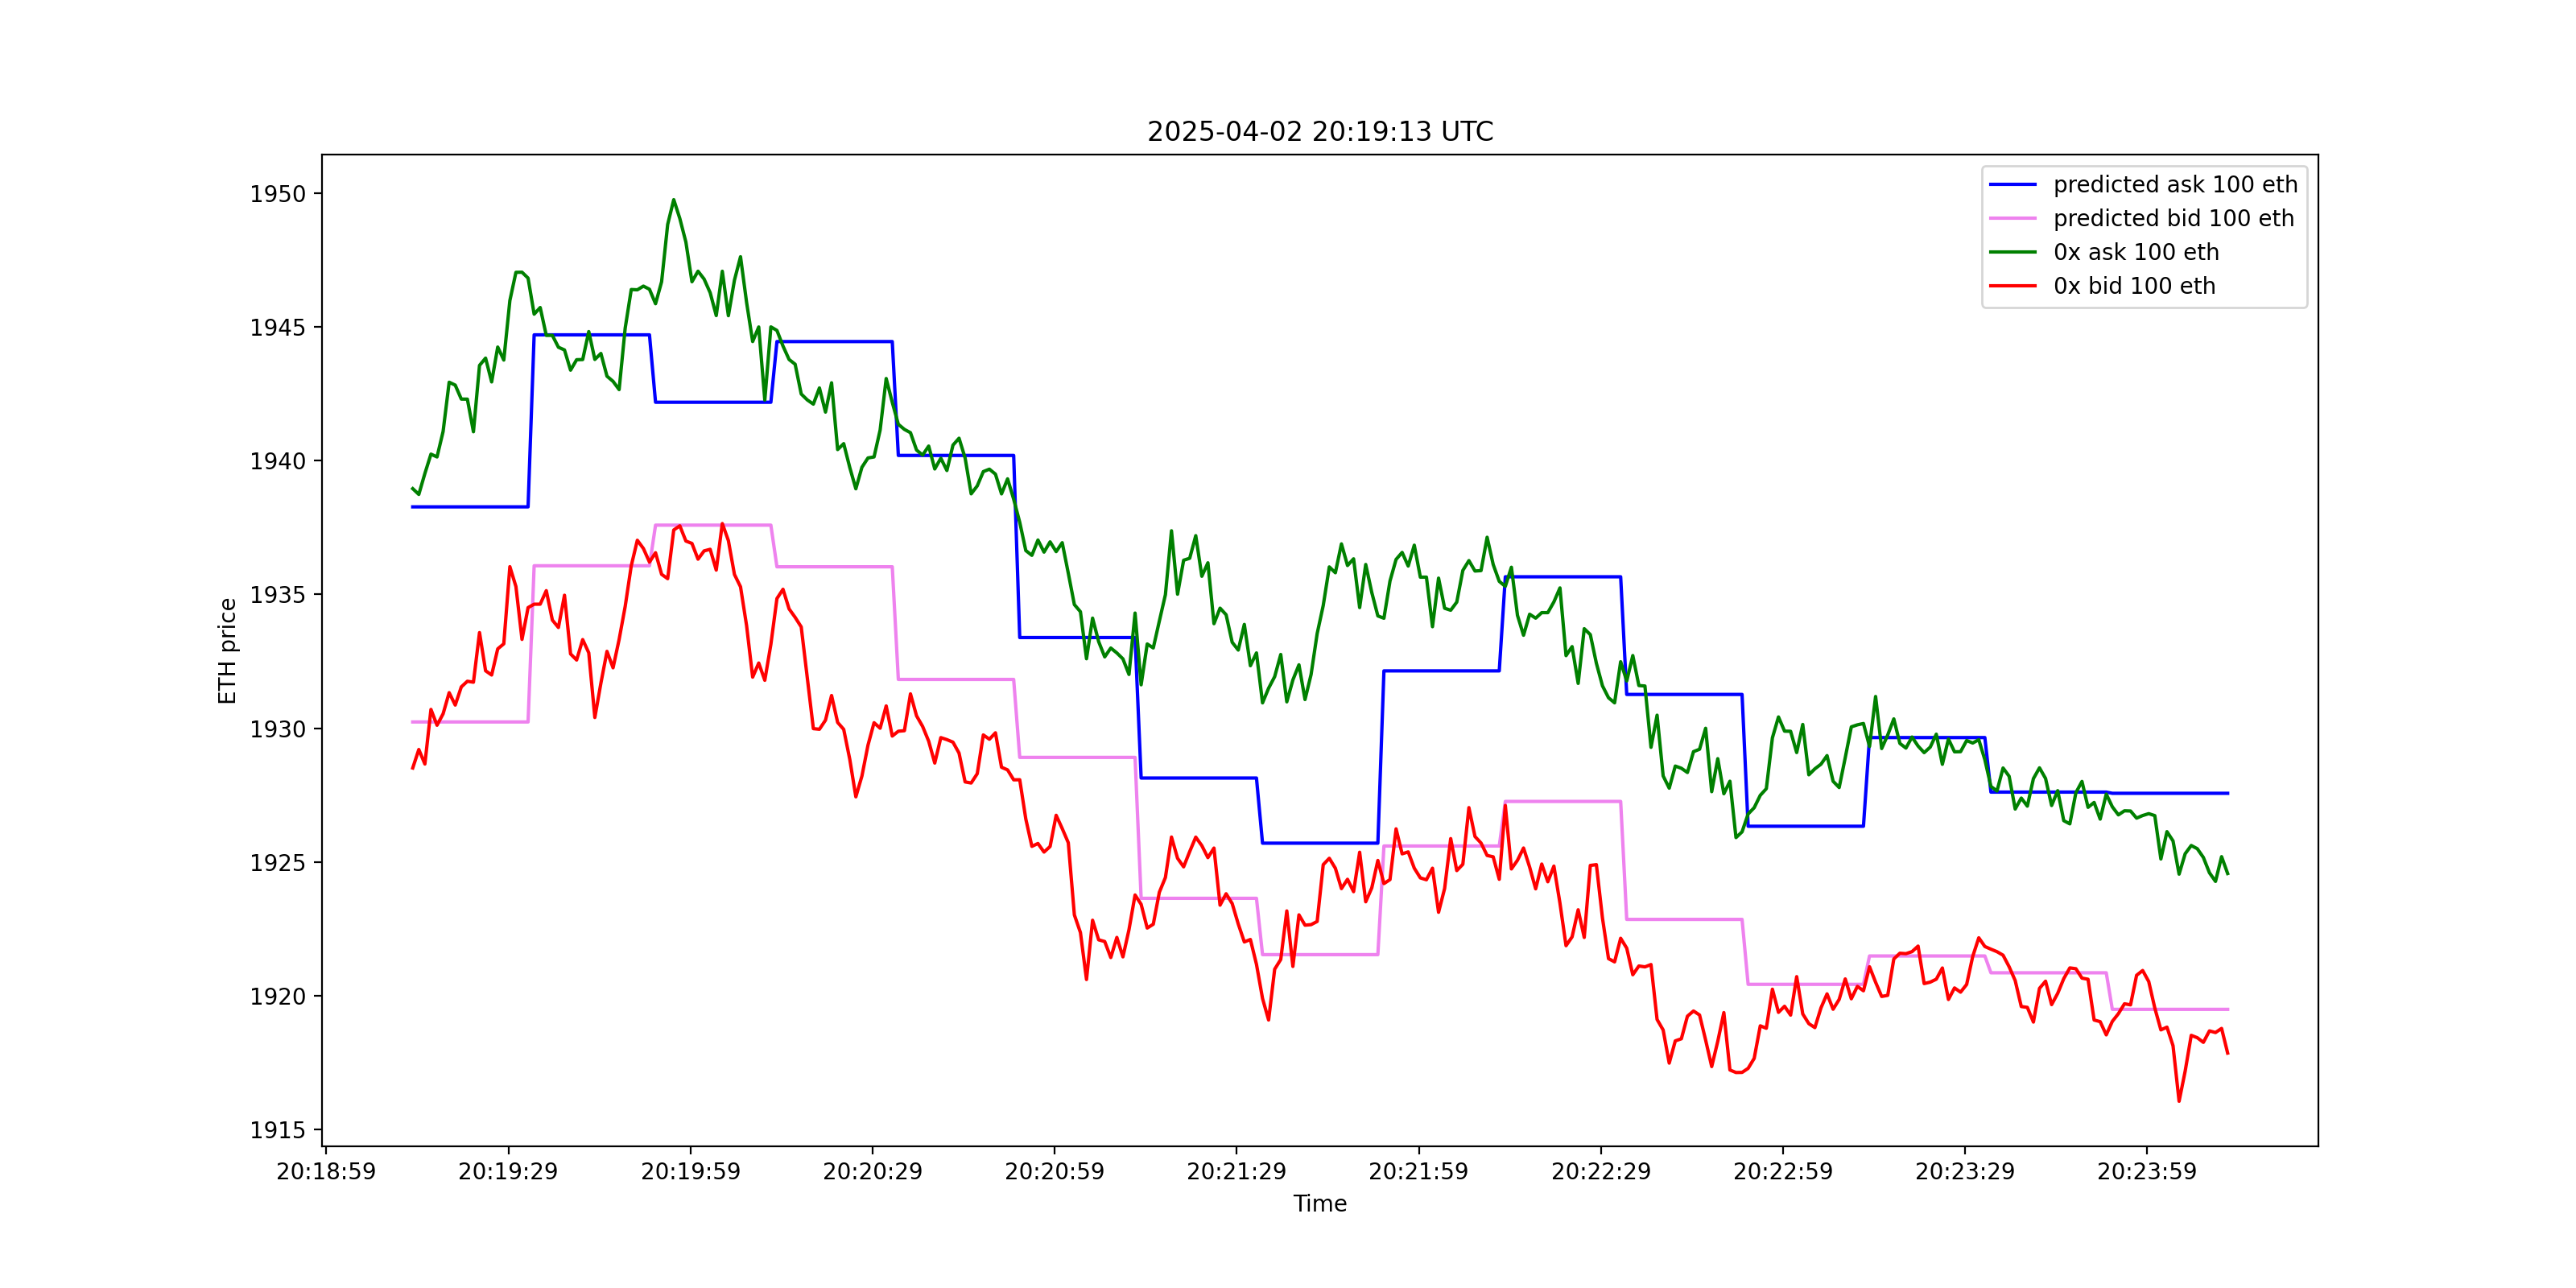 2025-04-02 20:19:13 UTC
predicted ask 100 eth
predicted bid 100 eth
0x ask 100 eth
0x bid 100 eth
ETH price
1950
1945
1940
1935
1930
1925
1920
1915
20:18:59 20:19:29 20:19:59 20:20:29 20:20:59 20:21:29 20:21:59 20:22:29 20:22:59 20:23:29 20:23:59
Time